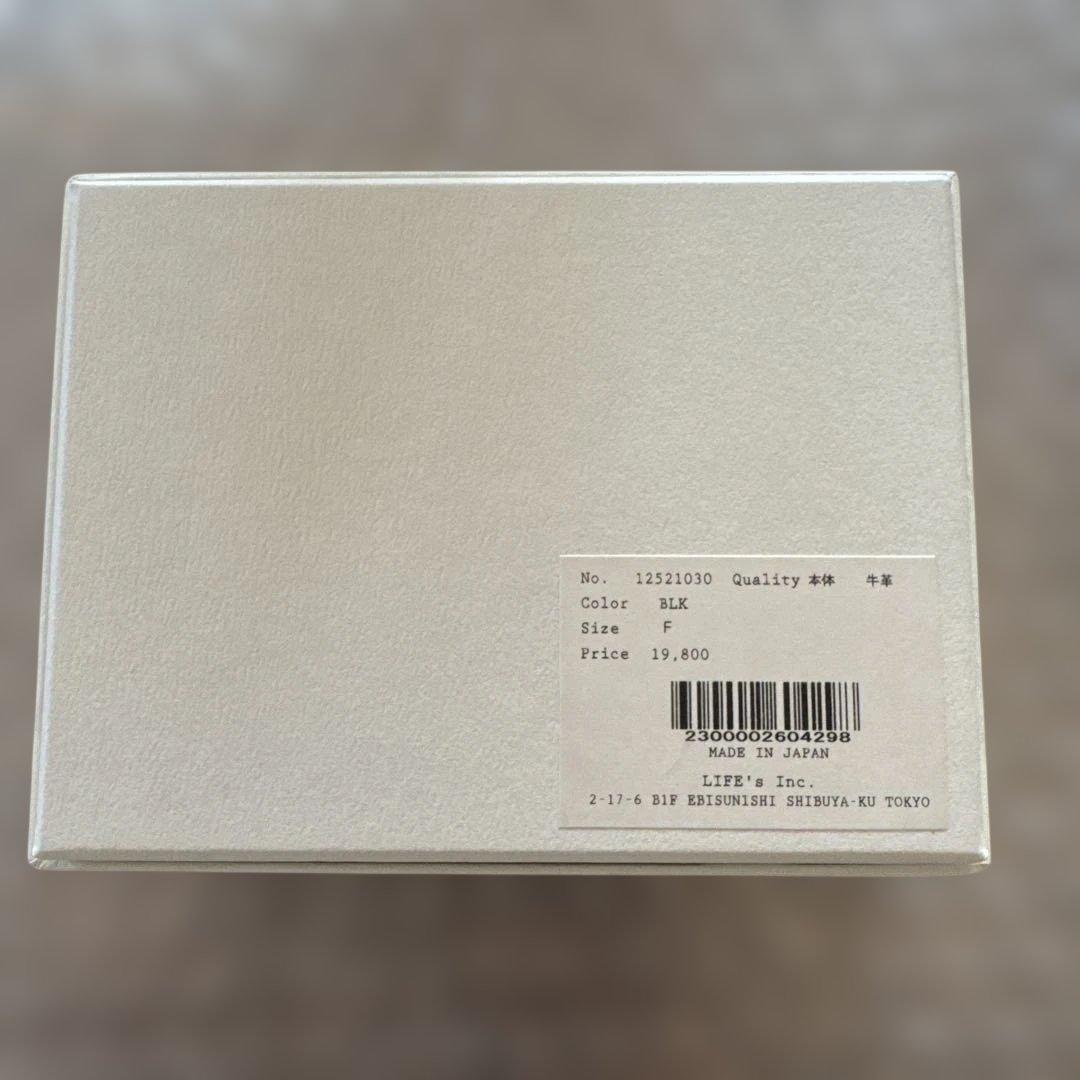 No. 12521030 Quality 本体 牛革
Color BLK
Size F
Price 19,800
2300002604298
MADE IN JAPAN
LIFE's Inc.
2-17-6 B1F EBISUNISHI SHIBUYA-KU TOKYO